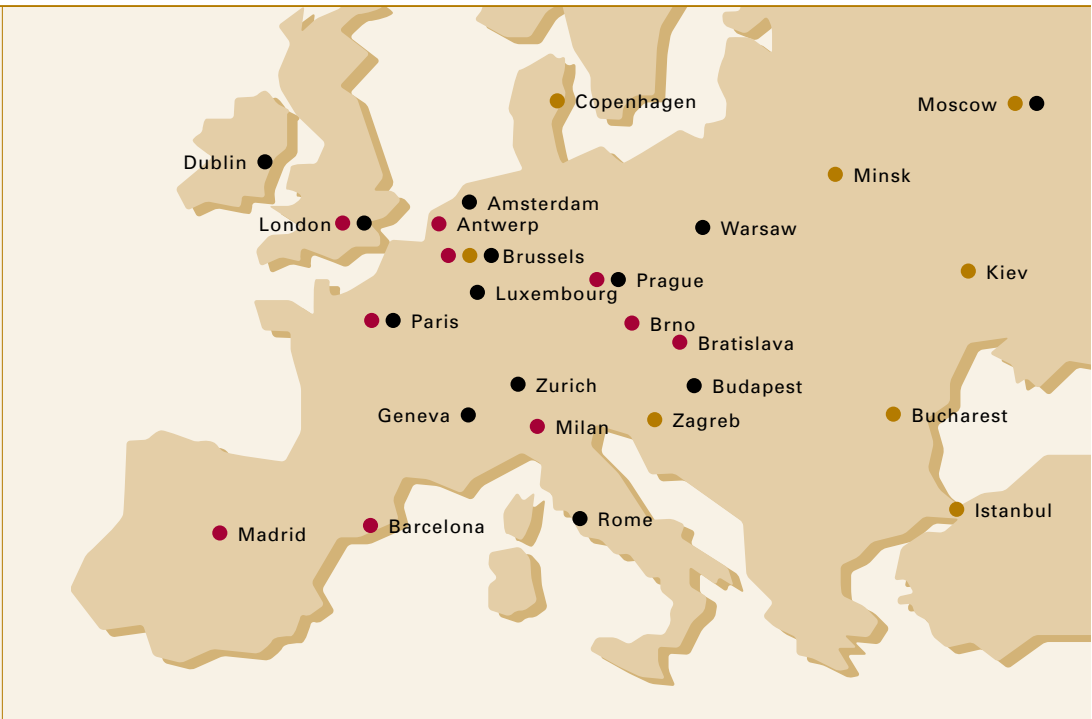 Copenhagen
Moscow
Dublin
Minsk
Amsterdam
London
Antwerp
Warsaw
Brussels
Kiev
Prague
Luxembourg
Paris
Brno
Bratislava
Zurich
Budapest
Geneva
Bucharest
Zagreb
Milan
Istanbul
Rome
Barcelona
Madrid